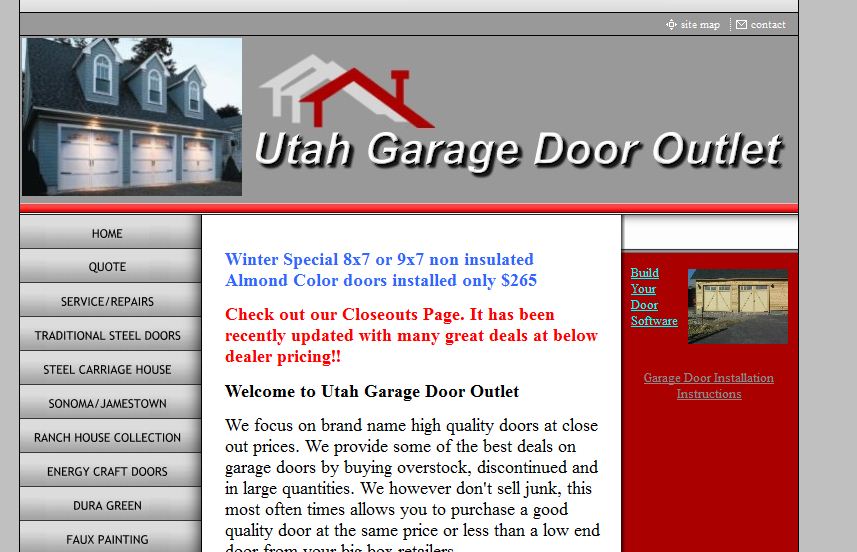 site map
contact
Utah Garage Door Outlet
HOME
QUOTE
SERVICE/REPAIRS
TRADITIONAL STEEL DOORS
STEEL CARRIAGE HOUSE
SONOMA/JAMESTOWN
RANCH HOUSE COLLECTION
ENERGY CRAFT DOORS
DURA GREEN
FAUX PAINTING
Winter Special 8x7 or 9x7 non insulated
Almond Color doors installed only $265
Check out our Closeouts Page. It has been
recently updated with many great deals at below
dealer pricing!!
Welcome to Utah Garage Door Outlet
We focus on brand name high quality doors at close
out prices. We provide some of the best deals on
garage doors by buying overstock, discontinued and
in large quantities. We however don't sell junk, this
most often times allows you to purchase a good
quality door at the same price or less than a low end
door from your big box retailers
Build
Your
Door
Software
Garage Door Installation
Instructions